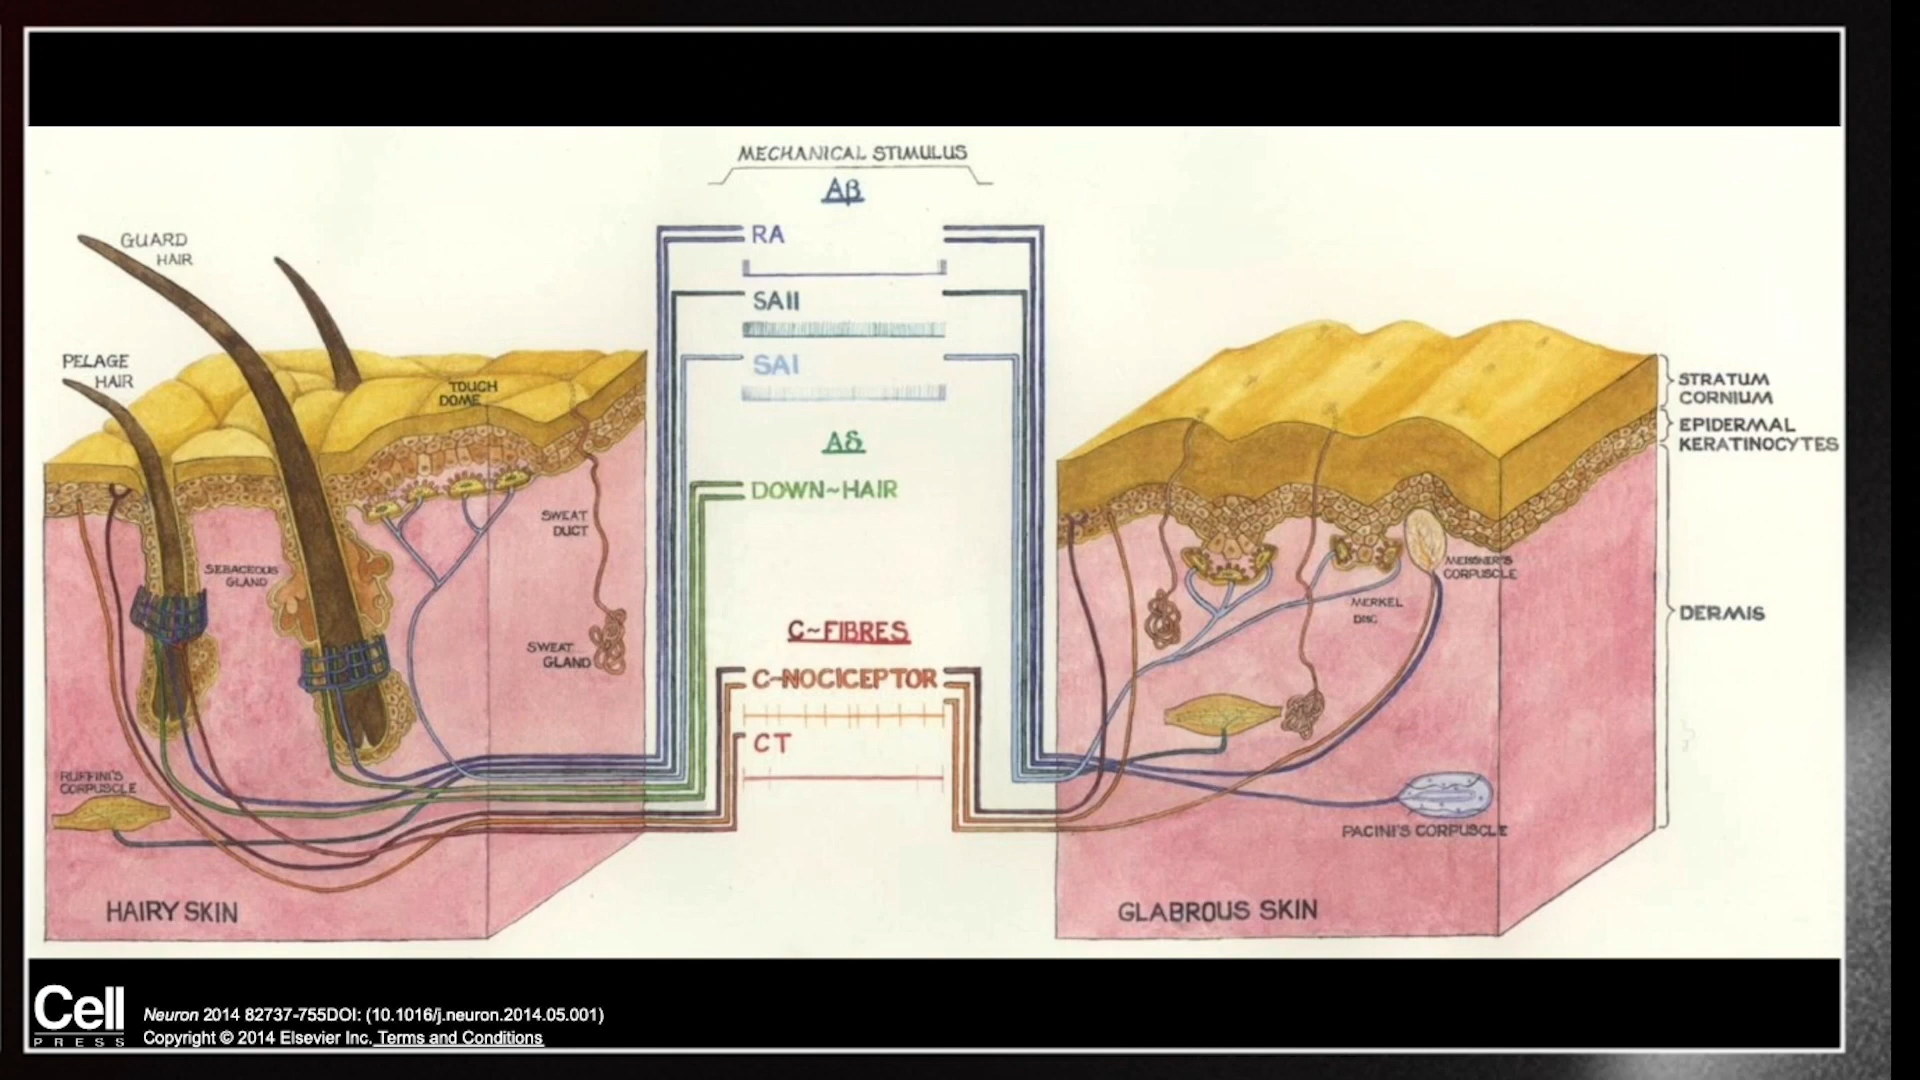 MECHANICAL STIMULUS
Aβ
RA
SAII
SAI
Aδ
DOWN~HAIR
C~FIBRES
C-NOCICEPTOR
CT
GUARD
HAIR
PELAGE
HAIR
TOUCH
DOME
SWEAT
DUCT
SEBACEOUS
GLAND
SWEAT
GLAND
RUFFINI'S
CORPUSCLE
HAIRY SKIN
STRATUM
CORNIUM
EPIDERMAL
KERATINOCYTES
MEISSNER'S
CORPUSCLE
MERKEL
DISC
DERMIS
PACINI'S CORPUSCLE
GLABROUS SKIN
Cell
PRESS
Neuron 2014 82737-755DOI: (10.1016/j.neuron.2014.05.001)
Copyright © 2014 Elsevier Inc. Terms and Conditions